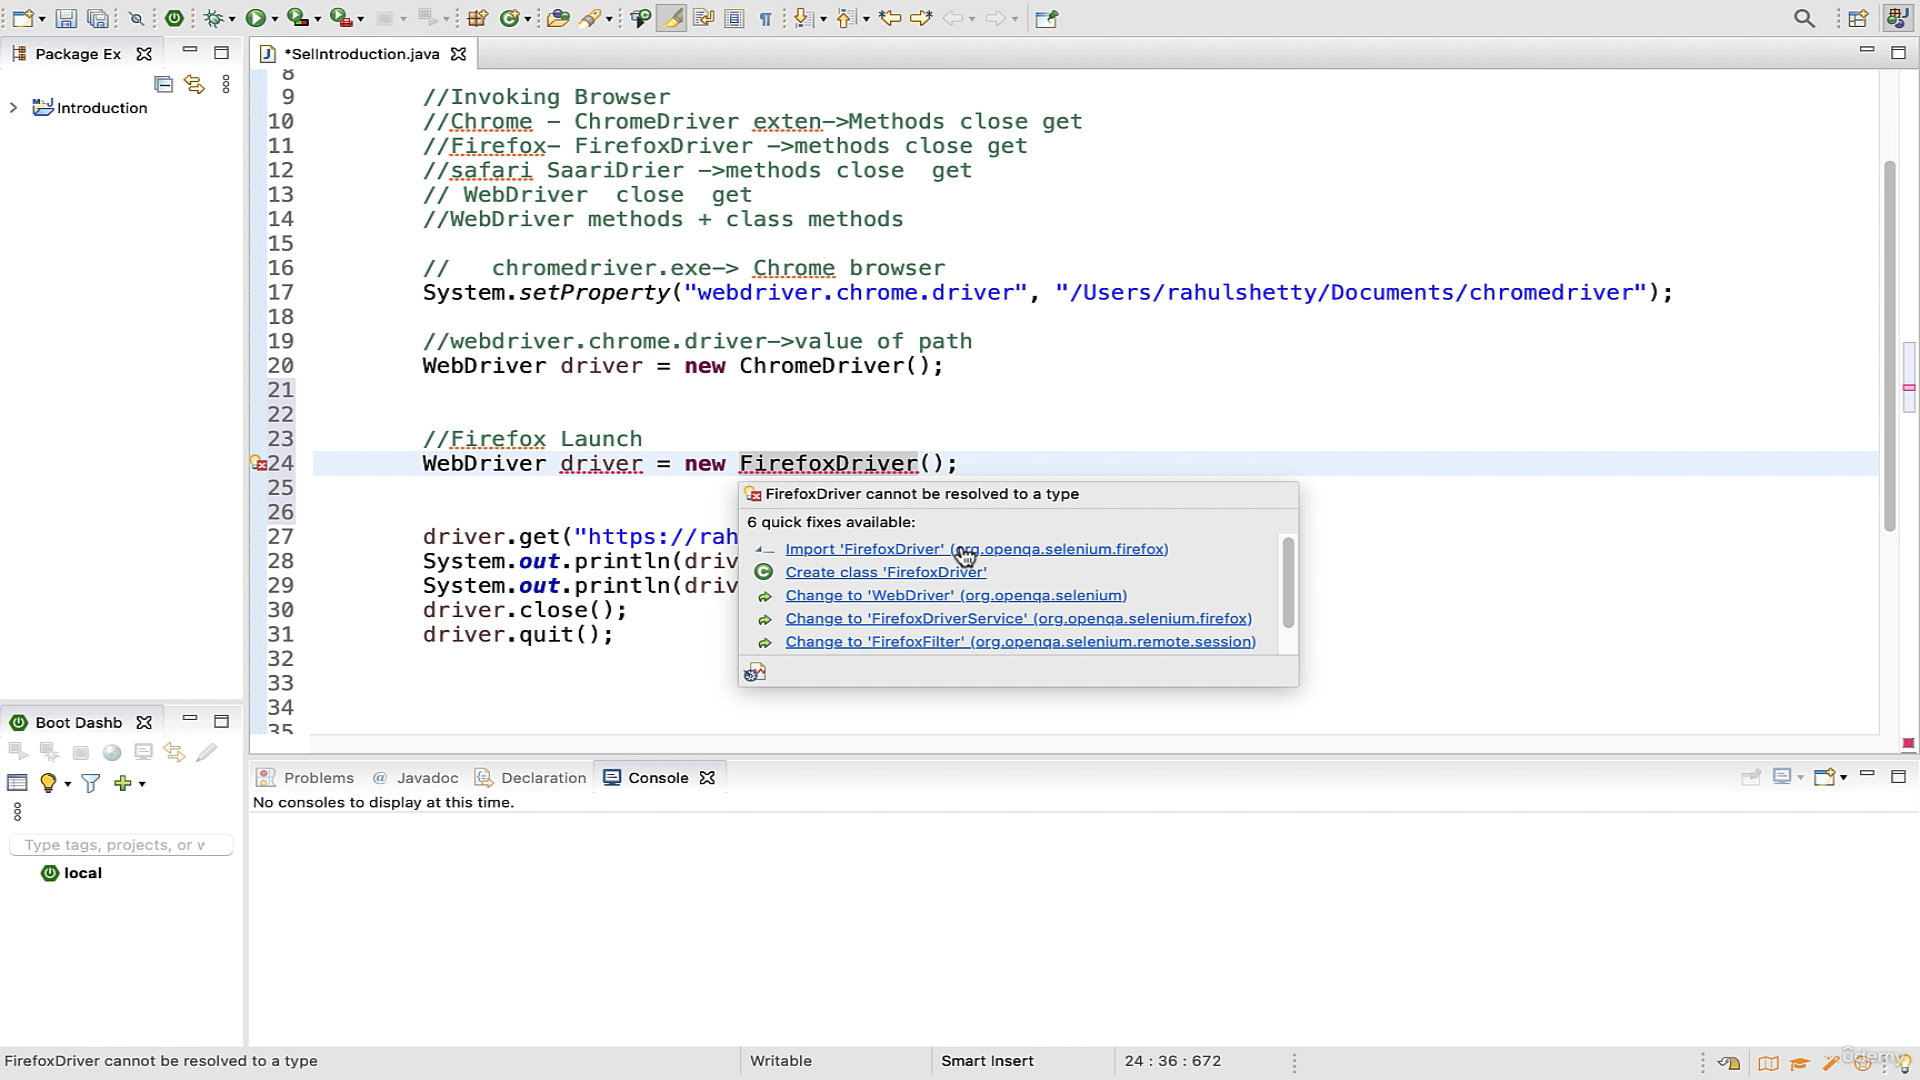 Package Ex
*SelIntroduction.java
Introduction
8
9 //Invoking Browser
10 //Chrome - ChromeDriver exten->Methods close get
11 //Firefox- FirefoxDriver ->methods close get
12 //safari SaariDrier ->methods close get
13 // WebDriver close get
14 //WebDriver methods + class methods
15
16 // chromedriver.exe-> Chrome browser
17 System.setProperty("webdriver.chrome.driver", "/Users/rahulshetty/Documents/chromedriver");
18
19 //webdriver.chrome.driver->value of path
20 WebDriver driver = new ChromeDriver();
21
22
23 //Firefox Launch
24 WebDriver driver = new FirefoxDriver();
25
26
27 driver.get("https://rah
28 System.out.println(driv
29 System.out.println(driv
30 driver.close();
31 driver.quit();
32
33
34
35
FirefoxDriver cannot be resolved to a type
6 quick fixes available:
Import 'FirefoxDriver' (org.openqa.selenium.firefox)
Create class 'FirefoxDriver'
Change to 'WebDriver' (org.openqa.selenium)
Change to 'FirefoxDriverService' (org.openqa.selenium.firefox)
Change to 'FirefoxFilter' (org.openqa.selenium.remote.session)
Boot Dashb
Type tags, projects, or v
local
Problems @ Javadoc Declaration Console
No consoles to display at this time.
FirefoxDriver cannot be resolved to a type
Writable
Smart Insert
24 : 36 : 672
Udemy